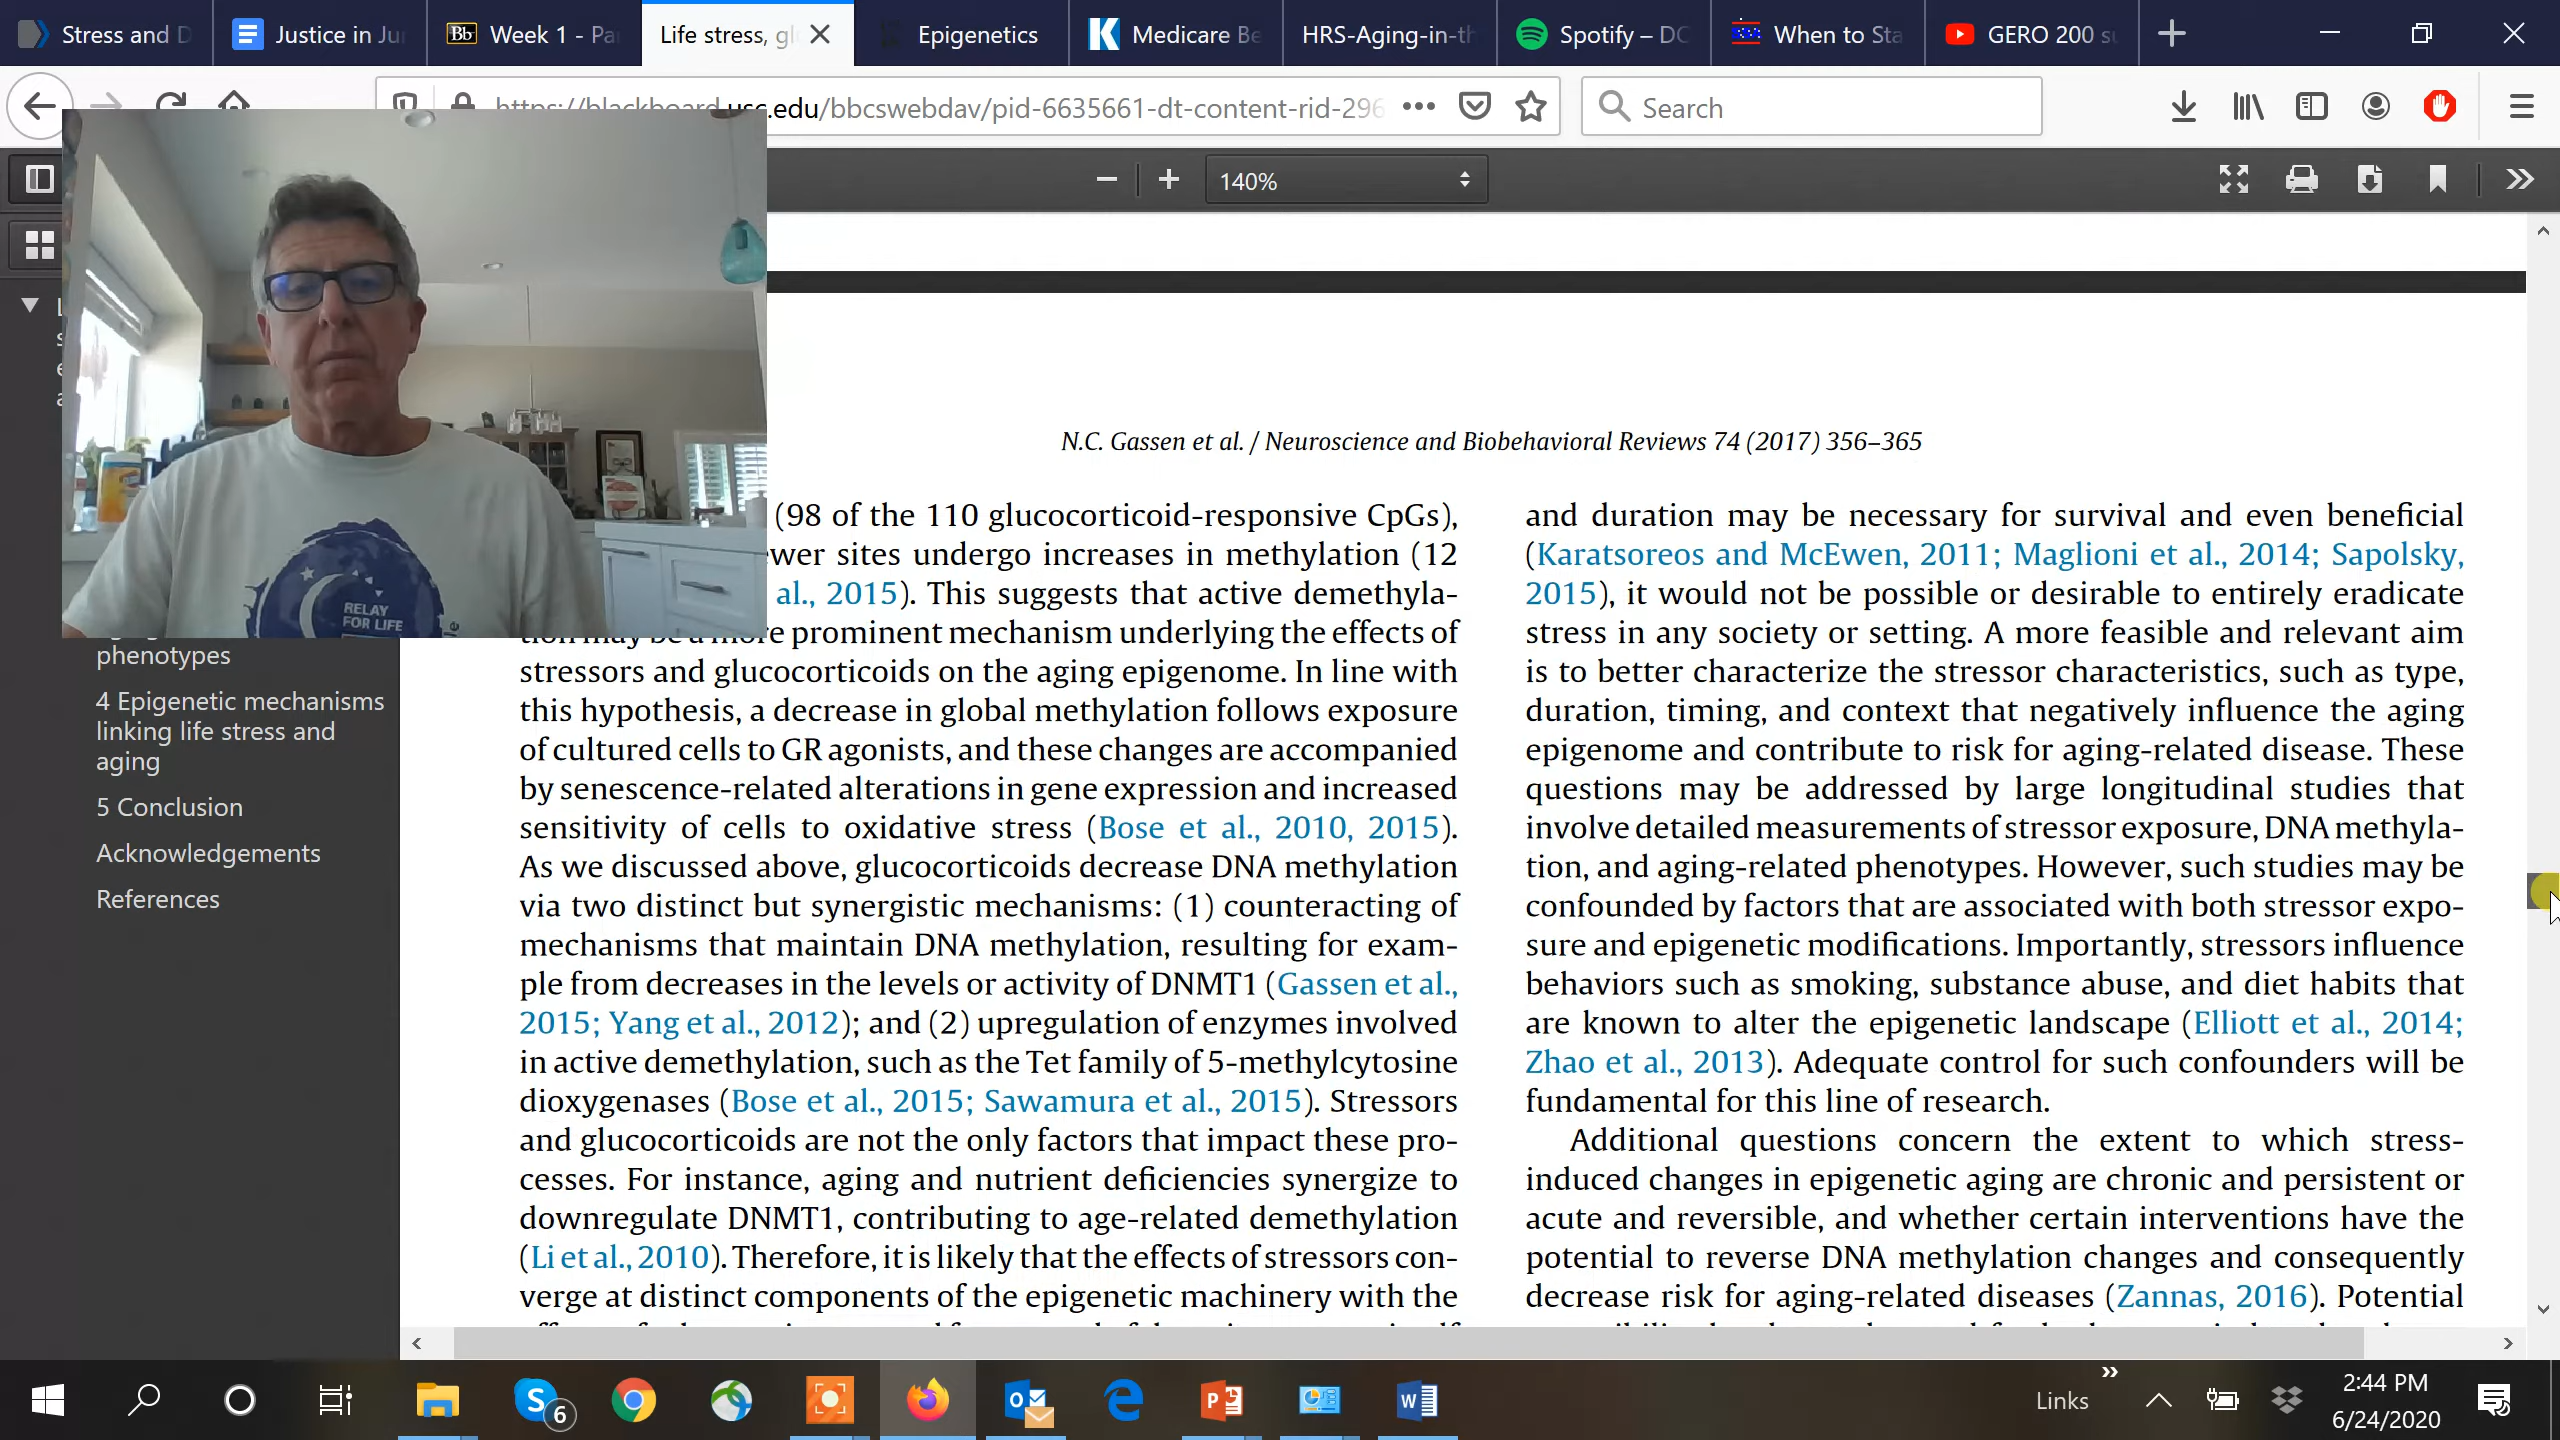 Stress and D
Justice in Ju
Bb Week 1 - Pa
Life stress, gl
Epigenetics
K Medicare Be
HRS-Aging-in-th
Spotify – DC
When to Sta
GERO 200 su
https://blackboard.usc.edu/bbcswebdav/pid-6635661-dt-content-rid-296
Search
140%
RELAY
FOR LIFE
phenotypes
4 Epigenetic mechanisms
linking life stress and
aging
5 Conclusion
Acknowledgements
References
N.C. Gassen et al. / Neuroscience and Biobehavioral Reviews 74 (2017) 356–365
(98 of the 110 glucocorticoid-responsive CpGs),
ewer sites undergo increases in methylation (12
al., 2015). This suggests that active demethyla-
tion may be a more prominent mechanism underlying the effects of
stressors and glucocorticoids on the aging epigenome. In line with
this hypothesis, a decrease in global methylation follows exposure
of cultured cells to GR agonists, and these changes are accompanied
by senescence-related alterations in gene expression and increased
sensitivity of cells to oxidative stress (Bose et al., 2010, 2015).
As we discussed above, glucocorticoids decrease DNA methylation
via two distinct but synergistic mechanisms: (1) counteracting of
mechanisms that maintain DNA methylation, resulting for exam-
ple from decreases in the levels or activity of DNMT1 (Gassen et al.,
2015; Yang et al., 2012); and (2) upregulation of enzymes involved
in active demethylation, such as the Tet family of 5-methylcytosine
dioxygenases (Bose et al., 2015; Sawamura et al., 2015). Stressors
and glucocorticoids are not the only factors that impact these pro-
cesses. For instance, aging and nutrient deficiencies synergize to
downregulate DNMT1, contributing to age-related demethylation
(Li et al., 2010). Therefore, it is likely that the effects of stressors con-
verge at distinct components of the epigenetic machinery with the
and duration may be necessary for survival and even beneficial
(Karatsoreos and McEwen, 2011; Maglioni et al., 2014; Sapolsky,
2015), it would not be possible or desirable to entirely eradicate
stress in any society or setting. A more feasible and relevant aim
is to better characterize the stressor characteristics, such as type,
duration, timing, and context that negatively influence the aging
epigenome and contribute to risk for aging-related disease. These
questions may be addressed by large longitudinal studies that
involve detailed measurements of stressor exposure, DNA methyla-
tion, and aging-related phenotypes. However, such studies may be
confounded by factors that are associated with both stressor expo-
sure and epigenetic modifications. Importantly, stressors influence
behaviors such as smoking, substance abuse, and diet habits that
are known to alter the epigenetic landscape (Elliott et al., 2014;
Zhao et al., 2013). Adequate control for such confounders will be
fundamental for this line of research.
Additional questions concern the extent to which stress-
induced changes in epigenetic aging are chronic and persistent or
acute and reversible, and whether certain interventions have the
potential to reverse DNA methylation changes and consequently
decrease risk for aging-related diseases (Zannas, 2016). Potential
6
Links
2:44 PM
6/24/2020